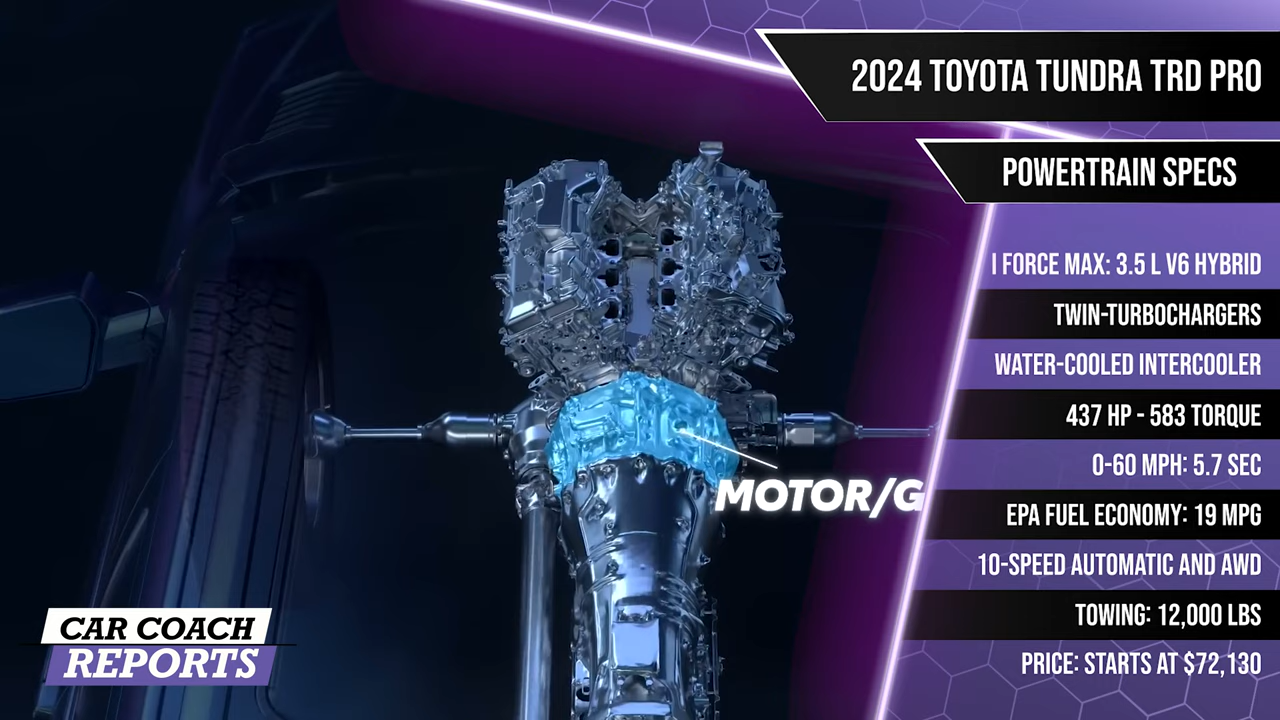 2024 TOYOTA TUNDRA TRD PRO
POWERTRAIN SPECS
I FORCE MAX: 3.5 L V6 HYBRID
TWIN-TURBOCHARGERS
WATER-COOLED INTERCOOLER
437 HP - 583 TORQUE
0-60 MPH: 5.7 SEC
EPA FUEL ECONOMY: 19 MPG
10-SPEED AUTOMATIC AND AWD
TOWING: 12,000 LBS
PRICE: STARTS AT $72,130
MOTOR/G
CAR COACH
REPORTS